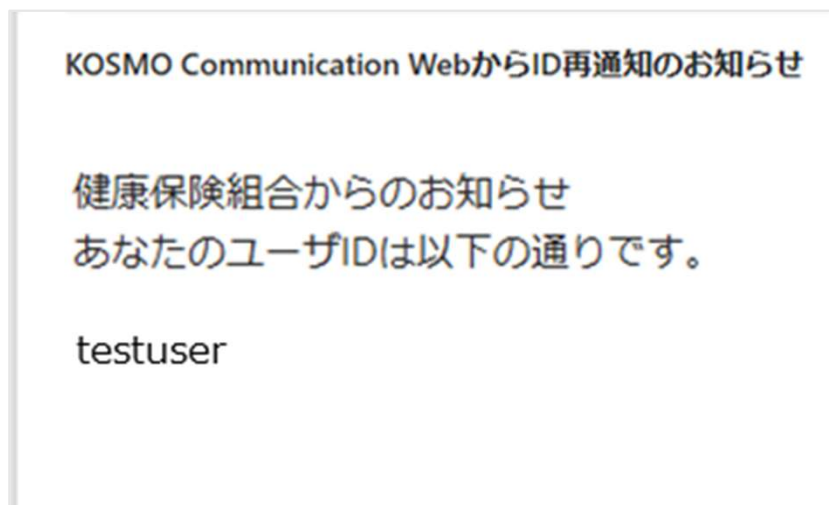 KOSMO Communication WebからID再通知のお知らせ
健康保険組合からのお知らせ
あなたのユーザIDは以下の通りです。
testuser